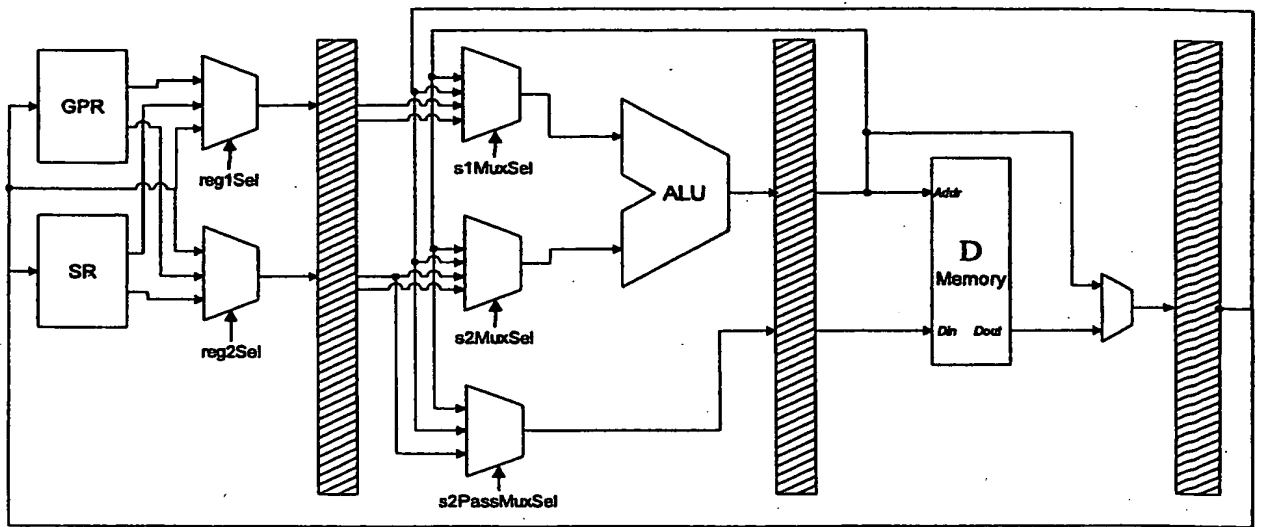 GPR
SR
reg1Sel
reg2Sel
s1MuxSel
s2MuxSel
s2PassMuxSel
ALU
Addr
D
Memory
Din Dout